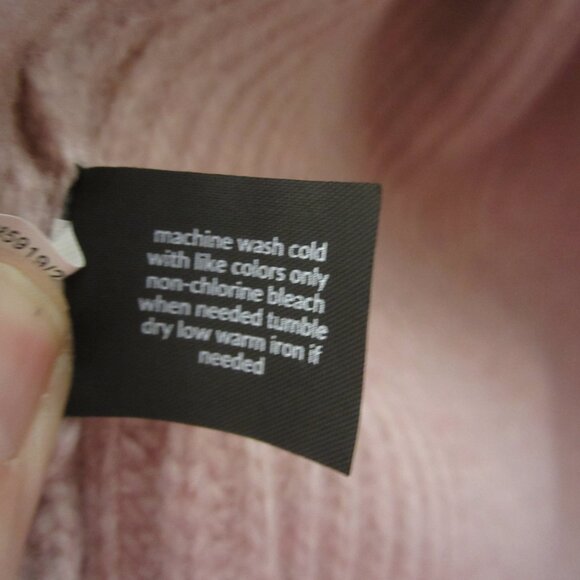 machine wash cold
with like colors only
non-chlorine bleach
when needed tumble
dry low warm iron if
needed